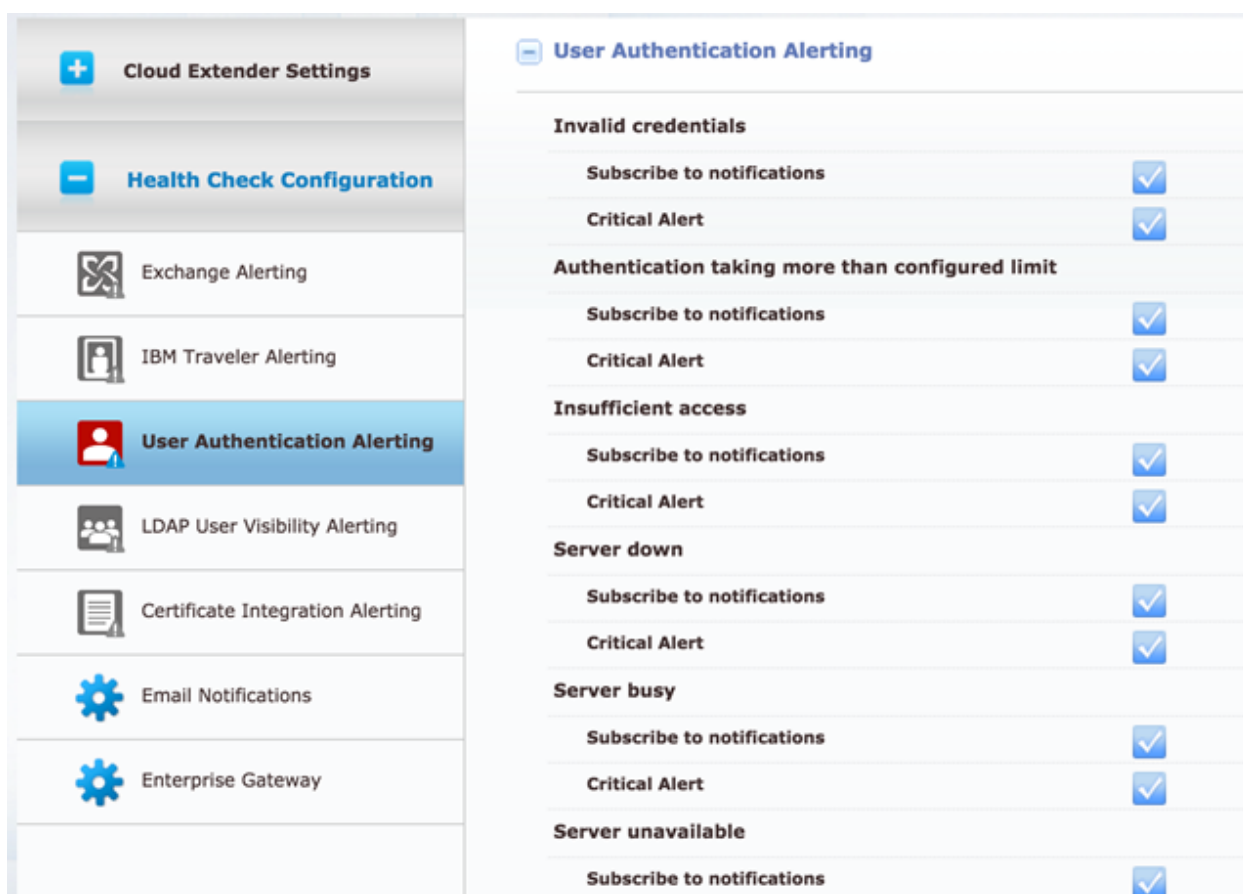 Cloud Extender Settings
Health Check Configuration
Exchange Alerting
IBM Traveler Alerting
User Authentication Alerting
LDAP User Visibility Alerting
Certificate Integration Alerting
Email Notifications
Enterprise Gateway
User Authentication Alerting
Invalid credentials
Subscribe to notifications
Critical Alert
Authentication taking more than configured limit
Subscribe to notifications
Critical Alert
Insufficient access
Subscribe to notifications
Critical Alert
Server down
Subscribe to notifications
Critical Alert
Server busy
Subscribe to notifications
Critical Alert
Server unavailable
Subscribe to notifications